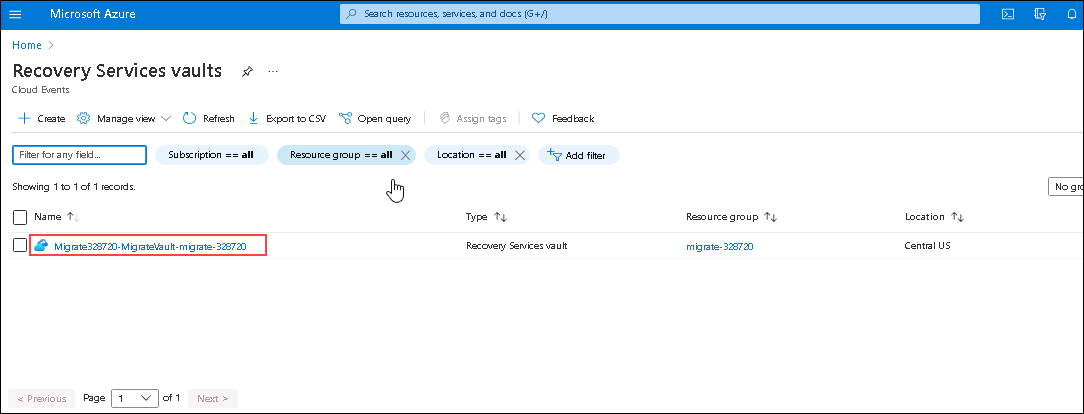 Microsoft Azure
Search resources, services, and docs (G+/)
Home >
Recovery Services vaults ...
Cloud Events
+ Create Manage view Refresh Export to CSV Open query Assign tags Feedback
Filter for any field... Subscription == all Resource group == all Location == all Add filter
Showing 1 to 1 of 1 records. No gro
Name Type Resource group Location
Migrate328720-MigrateVault-migrate-328720 Recovery Services vault migrate-328720 Central US
< Previous Page 1 of 1 Next >